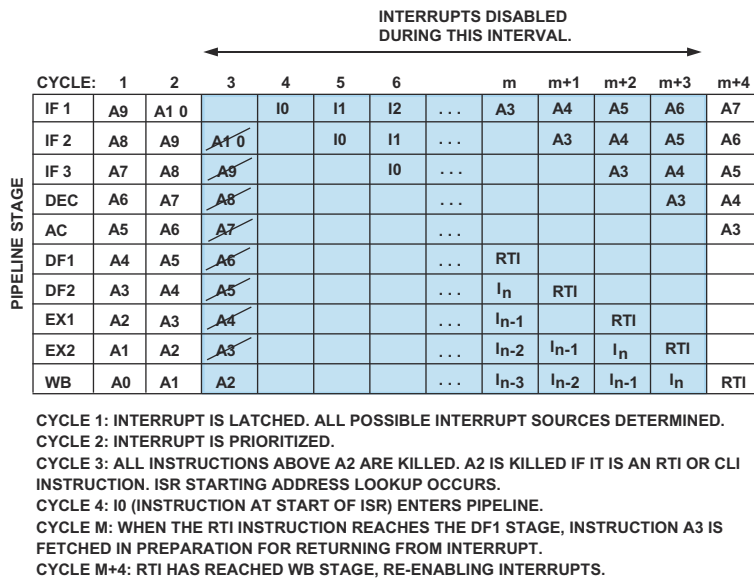 INTERRUPTS DISABLED
DURING THIS INTERVAL.
CYCLE: 1 2 3 4 5 6 m m+1 m+2 m+3 m+4
PIPELINE STAGE
IF 1 A9 A1 0 I0 I1 I2 . . . A3 A4 A5 A6 A7
IF 2 A8 A9 A1 0 I0 I1 . . . A3 A4 A5 A6
IF 3 A7 A8 A9 I0 . . . A3 A4 A5
DEC A6 A7 A8 . . . A3 A4
AC A5 A6 A7 . . . A3
DF1 A4 A5 A6 . . . RTI
DF2 A3 A4 A5 . . . In RTI
EX1 A2 A3 A4 . . . In-1 RTI
EX2 A1 A2 A3 . . . In-2 In-1 In RTI
WB A0 A1 A2 . . . In-3 In-2 In-1 In RTI
CYCLE 1: INTERRUPT IS LATCHED. ALL POSSIBLE INTERRUPT SOURCES DETERMINED.
CYCLE 2: INTERRUPT IS PRIORITIZED.
CYCLE 3: ALL INSTRUCTIONS ABOVE A2 ARE KILLED. A2 IS KILLED IF IT IS AN RTI OR CLI
INSTRUCTION. ISR STARTING ADDRESS LOOKUP OCCURS.
CYCLE 4: I0 (INSTRUCTION AT START OF ISR) ENTERS PIPELINE.
CYCLE M: WHEN THE RTI INSTRUCTION REACHES THE DF1 STAGE, INSTRUCTION A3 IS
FETCHED IN PREPARATION FOR RETURNING FROM INTERRUPT.
CYCLE M+4: RTI HAS REACHED WB STAGE, RE-ENABLING INTERRUPTS.